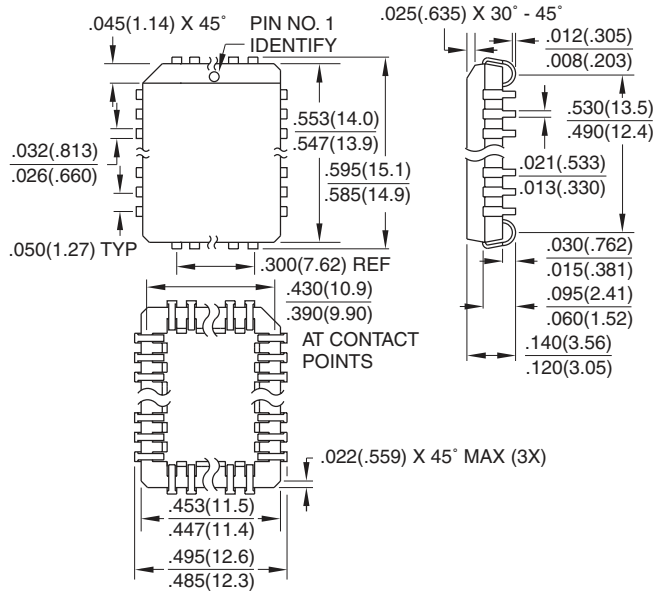 .045(1.14) X 45˚
PIN NO. 1
IDENTIFY
.025(.635) X 30˚ - 45˚
.012(.305)
.008(.203)
.553(14.0)
.547(13.9)
.530(13.5)
.490(12.4)
.032(.813)
.026(.660)
.595(15.1)
.585(14.9)
.021(.533)
.013(.330)
.050(1.27) TYP
.300(7.62) REF
.030(.762)
.015(.381)
.430(10.9)
.390(9.90)
AT CONTACT
POINTS
.095(2.41)
.060(1.52)
.140(3.56)
.120(3.05)
.022(.559) X 45˚ MAX (3X)
.453(11.5)
.447(11.4)
.495(12.6)
.485(12.3)